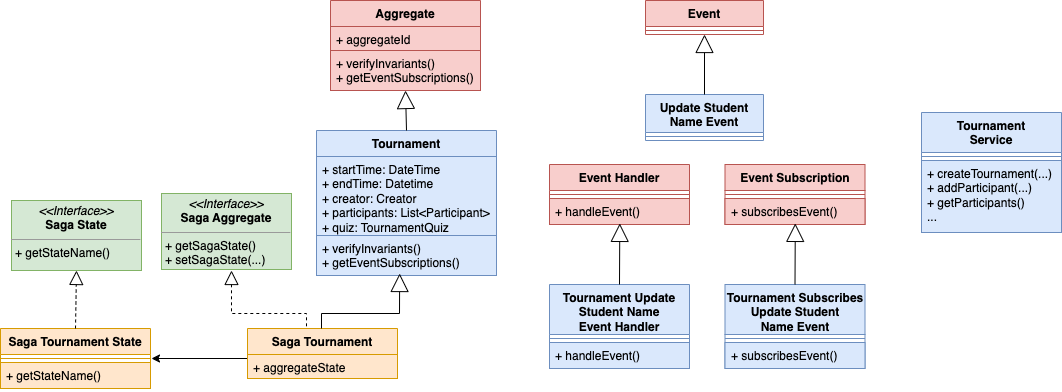 Aggregate
+ aggregateId
+ verifyInvariants()
+ getEventSubscriptions()
Tournament
+ startTime: DateTime
+ endTime: Datetime
+ creator: Creator
+ participants: List<Participant>
+ quiz: TournamentQuiz
+ verifyInvariants()
+ getEventSubscriptions()
<<Interface>>
Saga State
+ getStateName()
<<Interface>>
Saga Aggregate
+ getSagaState()
+ setSagaState(...)
Saga Tournament State
+ getStateName()
Saga Tournament
+ aggregateState
Event
Update Student
Name Event
Event Handler
+ handleEvent()
Event Subscription
+ subscribesEvent()
Tournament Update
Student Name
Event Handler
+ handleEvent()
Tournament Subscribes
Update Student
Name Event
+ subscribesEvent()
Tournament
Service
+ createTournament(...)
+ addParticipant(...)
+ getParticipants()
...